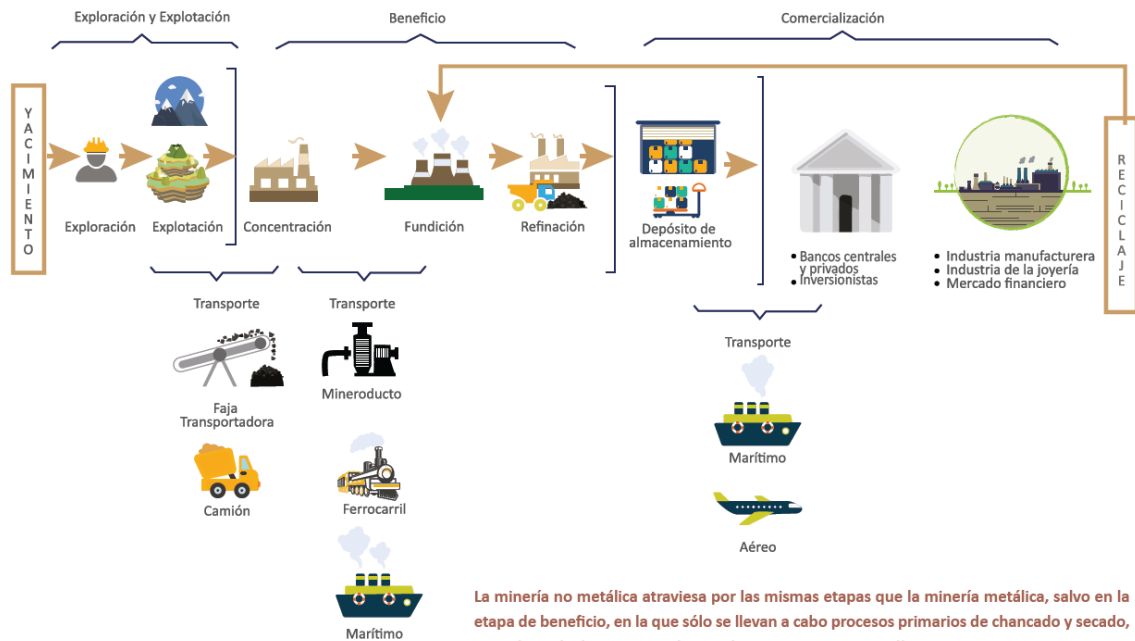 Exploración y Explotación
Beneficio
Comercialización
YACIMIENTO
RECICLAJE
Exploración
Explotación
Concentración
Fundición
Refinación
Depósito de
almacenamiento
• Bancos centrales
y privados
• Inversionistas
• Industria manufacturera
• Industria de la joyería
• Mercado financiero
Transporte
Faja
Transportadora
Camión
Transporte
Mineroducto
Ferrocarril
Marítimo
Transporte
Marítimo
Aéreo
La minería no metálica atraviesa por las mismas etapas que la minería metálica, salvo en la
etapa de beneficio, en la que sólo se llevan a cabo procesos primarios de chancado y secado,